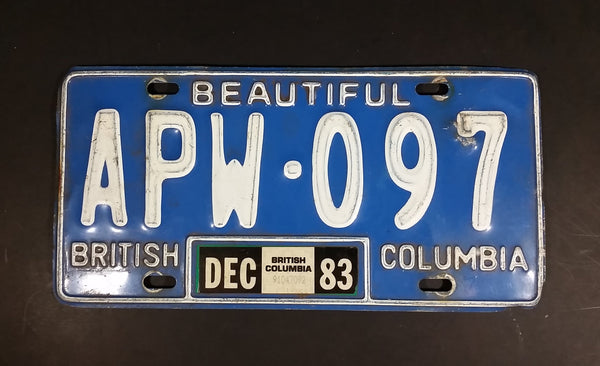 BEAUTIFUL
APW·097
BRITISH COLUMBIA
DEC BRITISH COLUMBIA 83